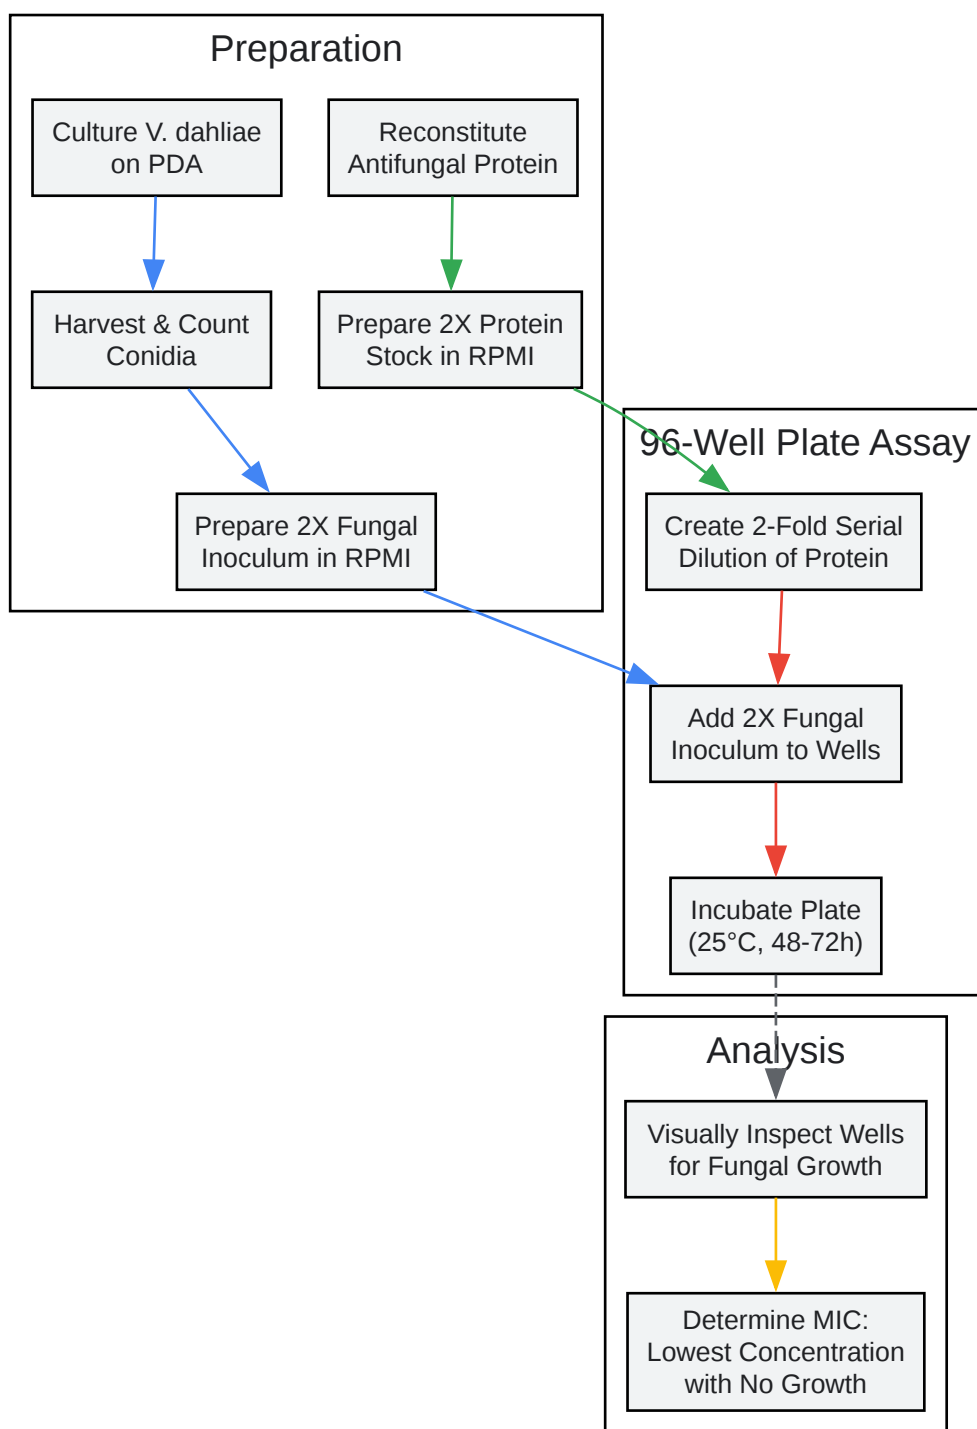 Preparation
Culture V. dahliae
on PDA
Reconstitute
Antifungal Protein
Harvest & Count
Conidia
Prepare 2X Protein
Stock in RPMI
Prepare 2X Fungal
Inoculum in RPMI
96-Well Plate Assay
Create 2-Fold Serial
Dilution of Protein
Add 2X Fungal
Inoculum to Wells
Incubate Plate
(25°C, 48-72h)
Analysis
Visually Inspect Wells
for Fungal Growth
Determine MIC:
Lowest Concentration
with No Growth